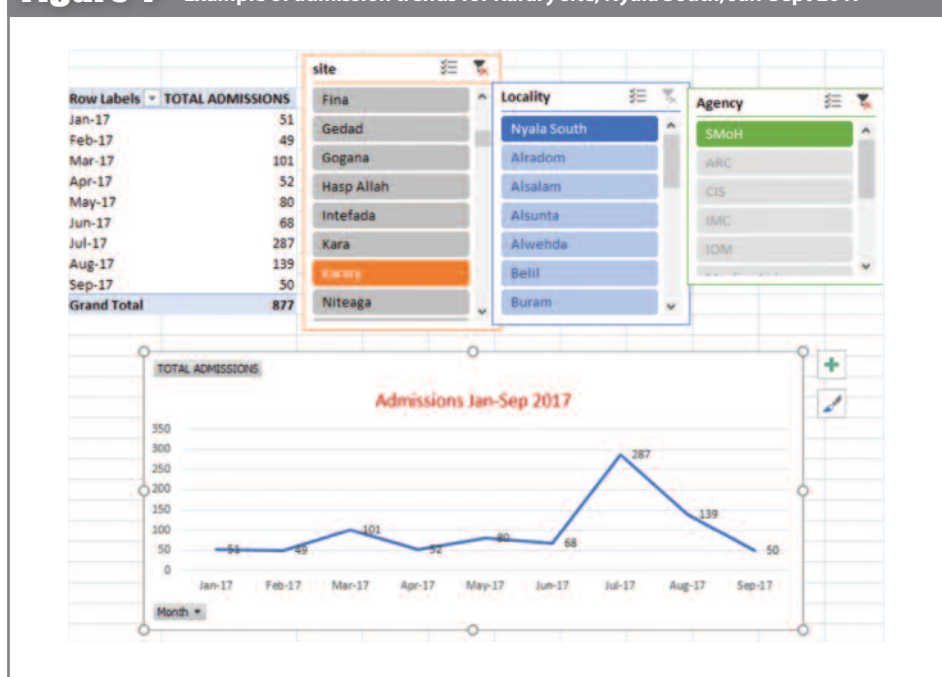 Row Labels TOTAL ADMISSIONS
Jan-17 51
Feb-17 49
Mar-17 101
Apr-17 52
May-17 80
Jun-17 68
Jul-17 287
Aug-17 139
Sep-17 50
Grand Total 877
site
Fina
Gedad
Gogana
Hasp Allah
Intefada
Kara
Karary
Niteaga
Locality
Nyala South
Alradom
Alsalam
Alsunta
Alwehda
Belil
Buram
Agency
SMoH
ARC
CIS
IMC
IOM
TOTAL ADMISSIONS
Admissions Jan-Sep 2017
350
300
250
200
150
100
50
0
51
49
101
52
80
68
287
139
50
Jan-17 Feb-17 Mar-17 Apr-17 May-17 Jun-17 Jul-17 Aug-17 Sep-17
Month